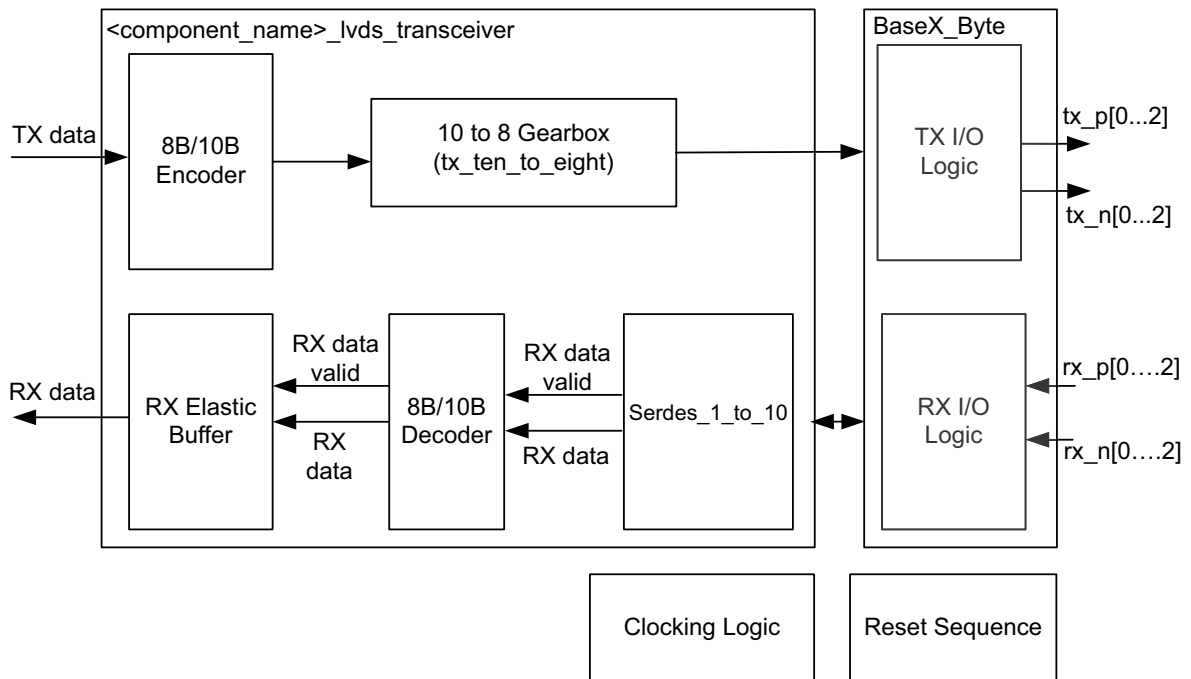 <component_name>_lvds_transceiver
BaseX_Byte
TX data
8B/10B
Encoder
10 to 8 Gearbox
(tx_ten_to_eight)
TX I/O
Logic
tx_p[0...2]
tx_n[0...2]
RX data
RX Elastic
Buffer
RX data
valid
RX
data
8B/10B
Decoder
RX data
valid
RX data
Serdes_1_to_10
RX I/O
Logic
rx_p[0....2]
rx_n[0....2]
Clocking Logic
Reset Sequence